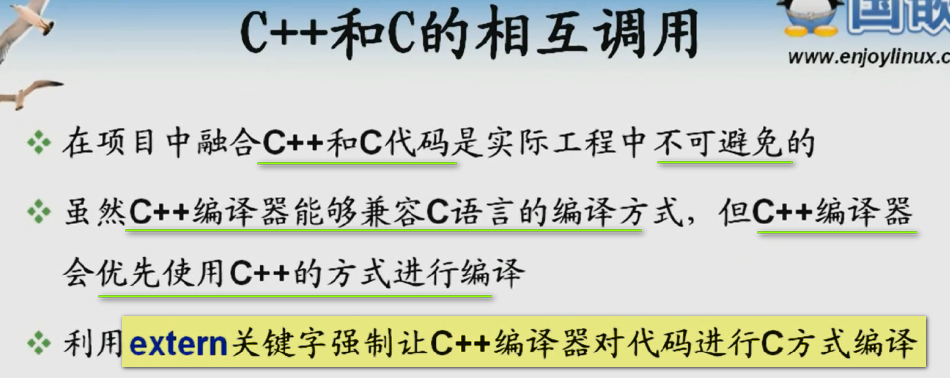 C++和C的相互调用
国嵌
www.enjoylinux.c
在项目中融合C++和C代码是实际工程中不可避免的
虽然C++编译器能够兼容C语言的编译方式，但C++编译器
会优先使用C++的方式进行编译
利用extern关键字强制让C++编译器对代码进行C方式编译